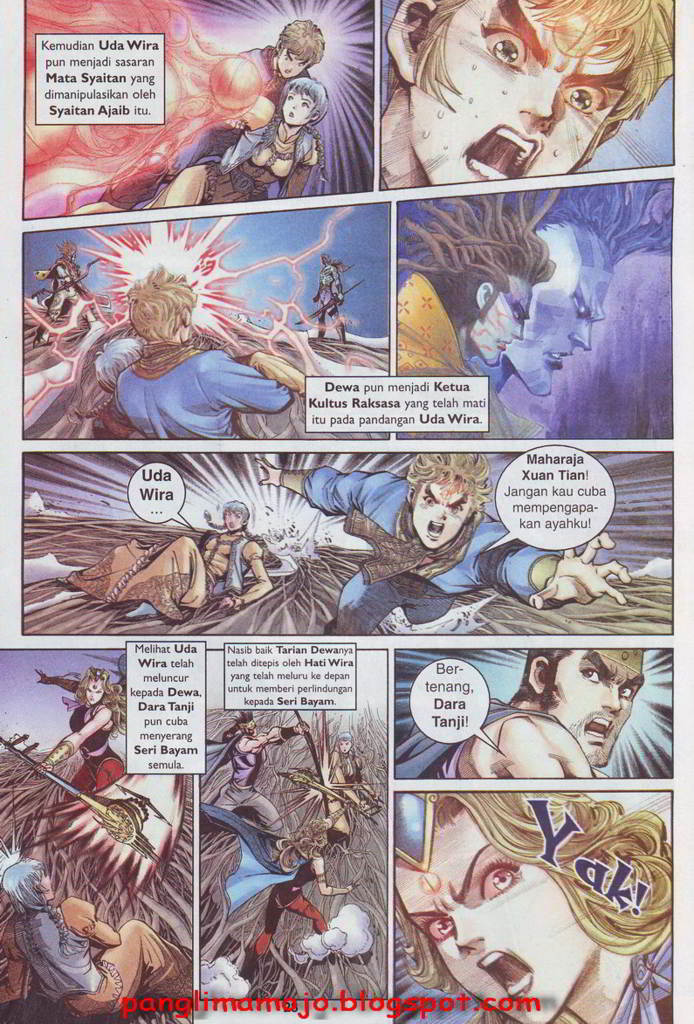 Kemudian Uda Wira
pun menjadi sasaran
Mata Syaitan yang
dimanipulasikan oleh
Syaitan Ajaib itu.
Dewa pun menjadi Ketua
Kultus Raksasa yang telah mati
itu pada pandangan Uda Wira.
Uda
Wira
...
Maharaja
Xuan Tian!
Jangan kau cuba
mempengapa-
kan ayahku!
Melihat Uda
Wira telah
meluncur
kepada Dewa,
Dara Tanji
pun cuba
menyerang
Seri Bayam
semula.
Nasib baik Tarian Dewanya
telah ditepis oleh Hati Wira
yang telah meluru ke depan
untuk memberi perlindungan
kepada Seri Bayam.
Ber-
tenang,
Dara
Tanji!
Yak!
panglimamajo.blogspot.com